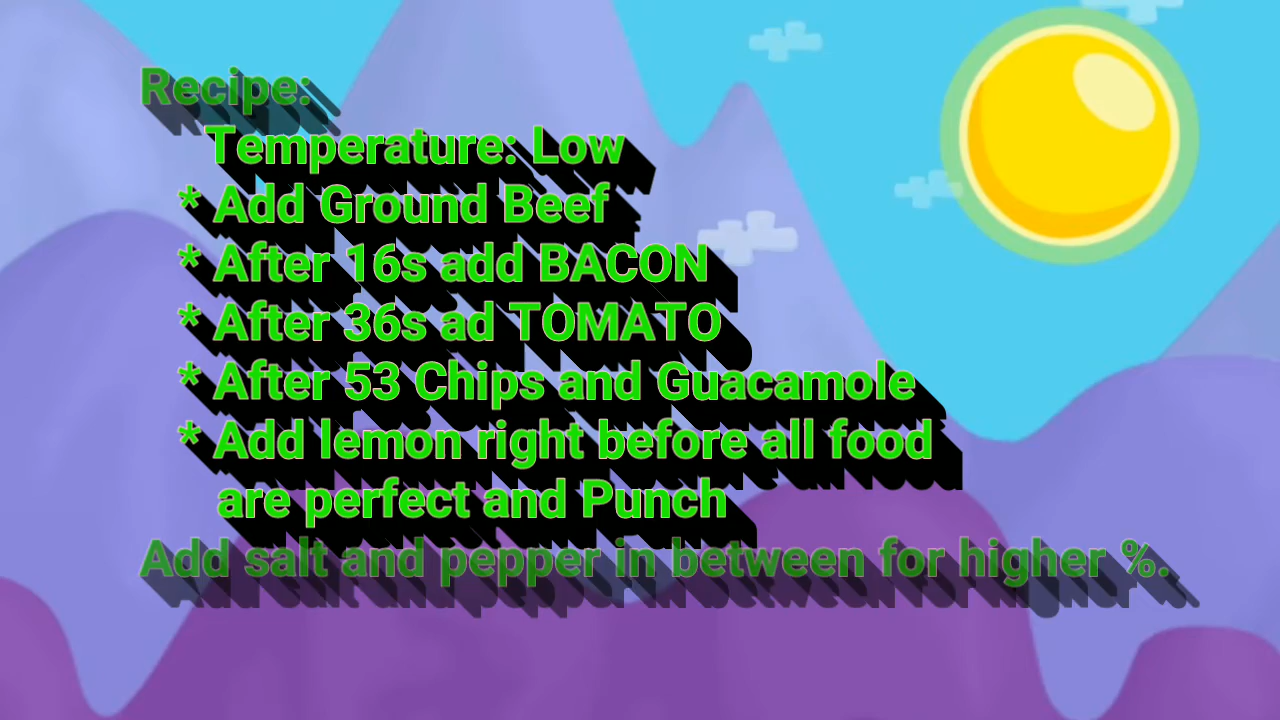 Recipe:
Temperature: Low
* Add Ground Beef
* After 16s add BACON
* After 36s ad TOMATO
* After 53 Chips and Guacamole
* Add lemon right before all food
are perfect and Punch
Add salt and pepper in between for higher %.